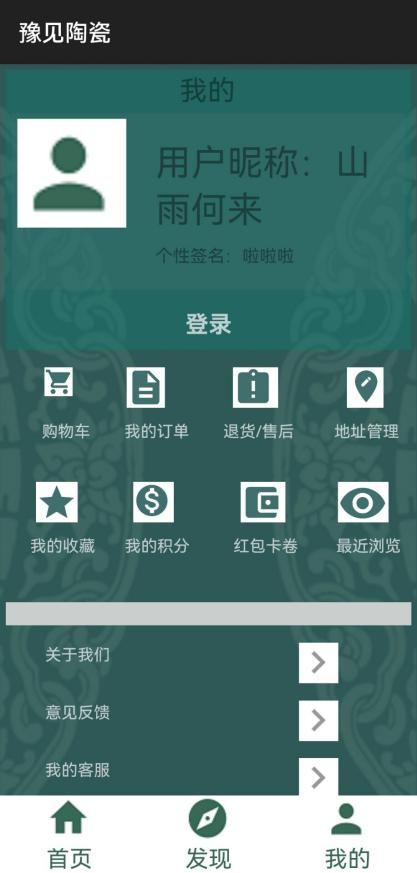 豫见陶瓷
我的
用户昵称：山
雨何来
个性签名：啦啦啦
登录
购物车 我的订单 退货/售后 地址管理
我的收藏 我的积分 红包卡卷 最近浏览
关于我们
意见反馈
我的客服
首页 发现 我的